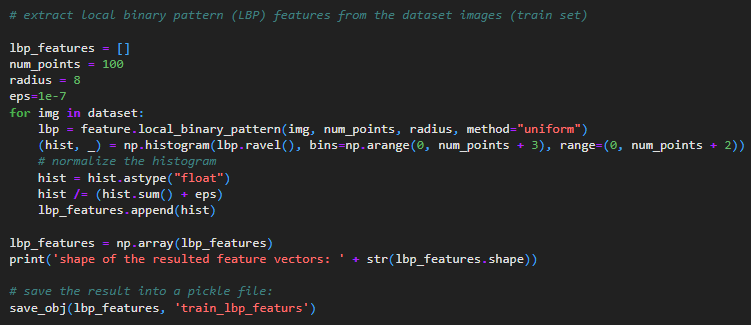 # extract local binary pattern (LBP) features from the dataset images (train set)

lbp_features = []
num_points = 100
radius = 8
eps=1e-7
for img in dataset:
    lbp = feature.local_binary_pattern(img, num_points, radius, method="uniform")
    (hist, _) = np.histogram(lbp.ravel(), bins=np.arange(0, num_points + 3), range=(0, num_points + 2))
    # normalize the histogram
    hist = hist.astype("float")
    hist /= (hist.sum() + eps)
    lbp_features.append(hist)

lbp_features = np.array(lbp_features)
print('shape of the resulted feature vectors: ' + str(lbp_features.shape))

# save the result into a pickle file:
save_obj(lbp_features, 'train_lbp_featurs')